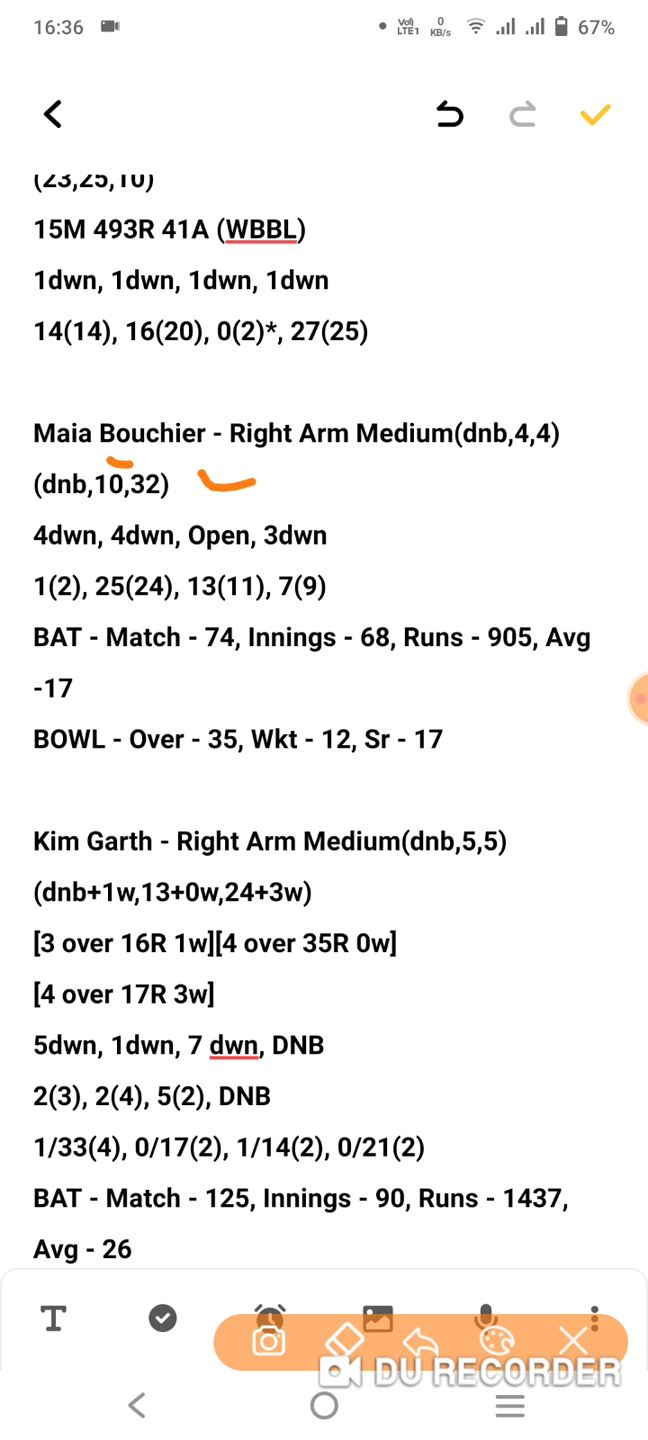 16:36
Vo) LTE1 0 KB/s 67%
(23,25,10)
15M 493R 41A (WBBL)
1dwn, 1dwn, 1dwn, 1dwn
14(14), 16(20), 0(2)*, 27(25)
Maia Bouchier - Right Arm Medium(dnb,4,4)
(dnb,10,32)
4dwn, 4dwn, Open, 3dwn
1(2), 25(24), 13(11), 7(9)
BAT - Match - 74, Innings - 68, Runs - 905, Avg
-17
BOWL - Over - 35, Wkt - 12, Sr - 17
Kim Garth - Right Arm Medium(dnb,5,5)
(dnb+1w,13+0w,24+3w)
[3 over 16R 1w][4 over 35R 0w]
[4 over 17R 3w]
5dwn, 1dwn, 7 dwn, DNB
2(3), 2(4), 5(2), DNB
1/33(4), 0/17(2), 1/14(2), 0/21(2)
BAT - Match - 125, Innings - 90, Runs - 1437,
Avg - 26
T
DU RECORDER